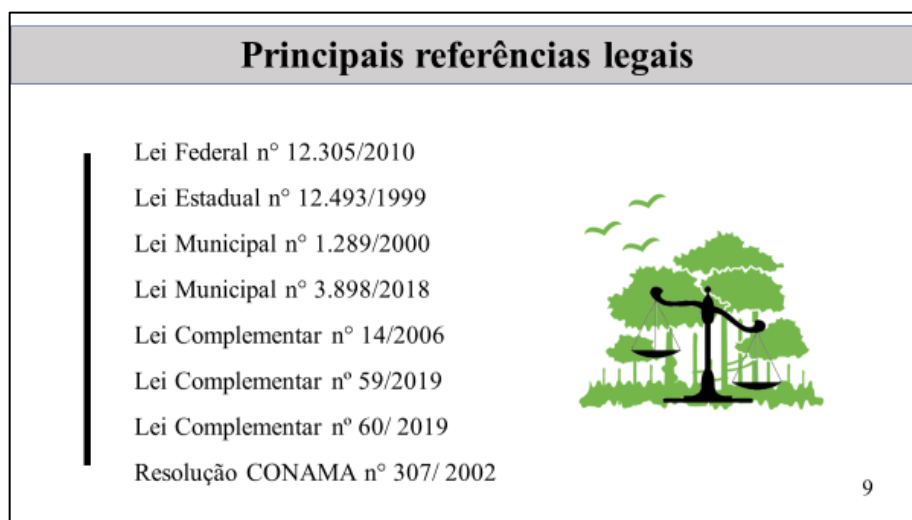 Principais referências legais
Lei Federal n° 12.305/2010
Lei Estadual n° 12.493/1999
Lei Municipal n° 1.289/2000
Lei Municipal n° 3.898/2018
Lei Complementar n° 14/2006
Lei Complementar nº 59/2019
Lei Complementar nº 60/ 2019
Resolução CONAMA n° 307/ 2002
9